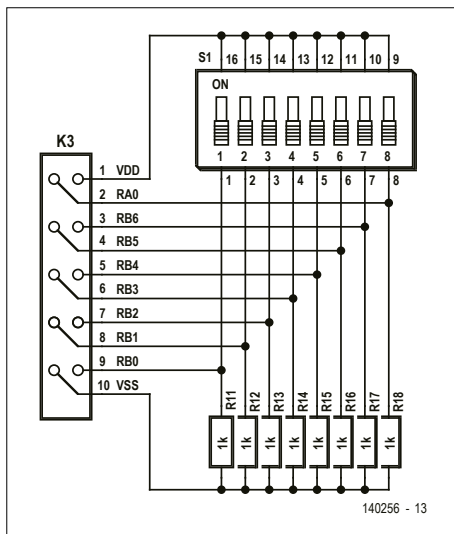 S1
16 15 14 13 12 11 10 9
ON
1 2 3 4 5 6 7 8
1 2 3 4 5 6 7 8
K3
1 VDD
2 RA0
3 RB6
4 RB5
5 RB4
6 RB3
7 RB2
8 RB1
9 RB0
10 VSS
R11 R12 R13 R14 R15 R16 R17 R18
1k 1k 1k 1k 1k 1k 1k 1k
140256 - 13